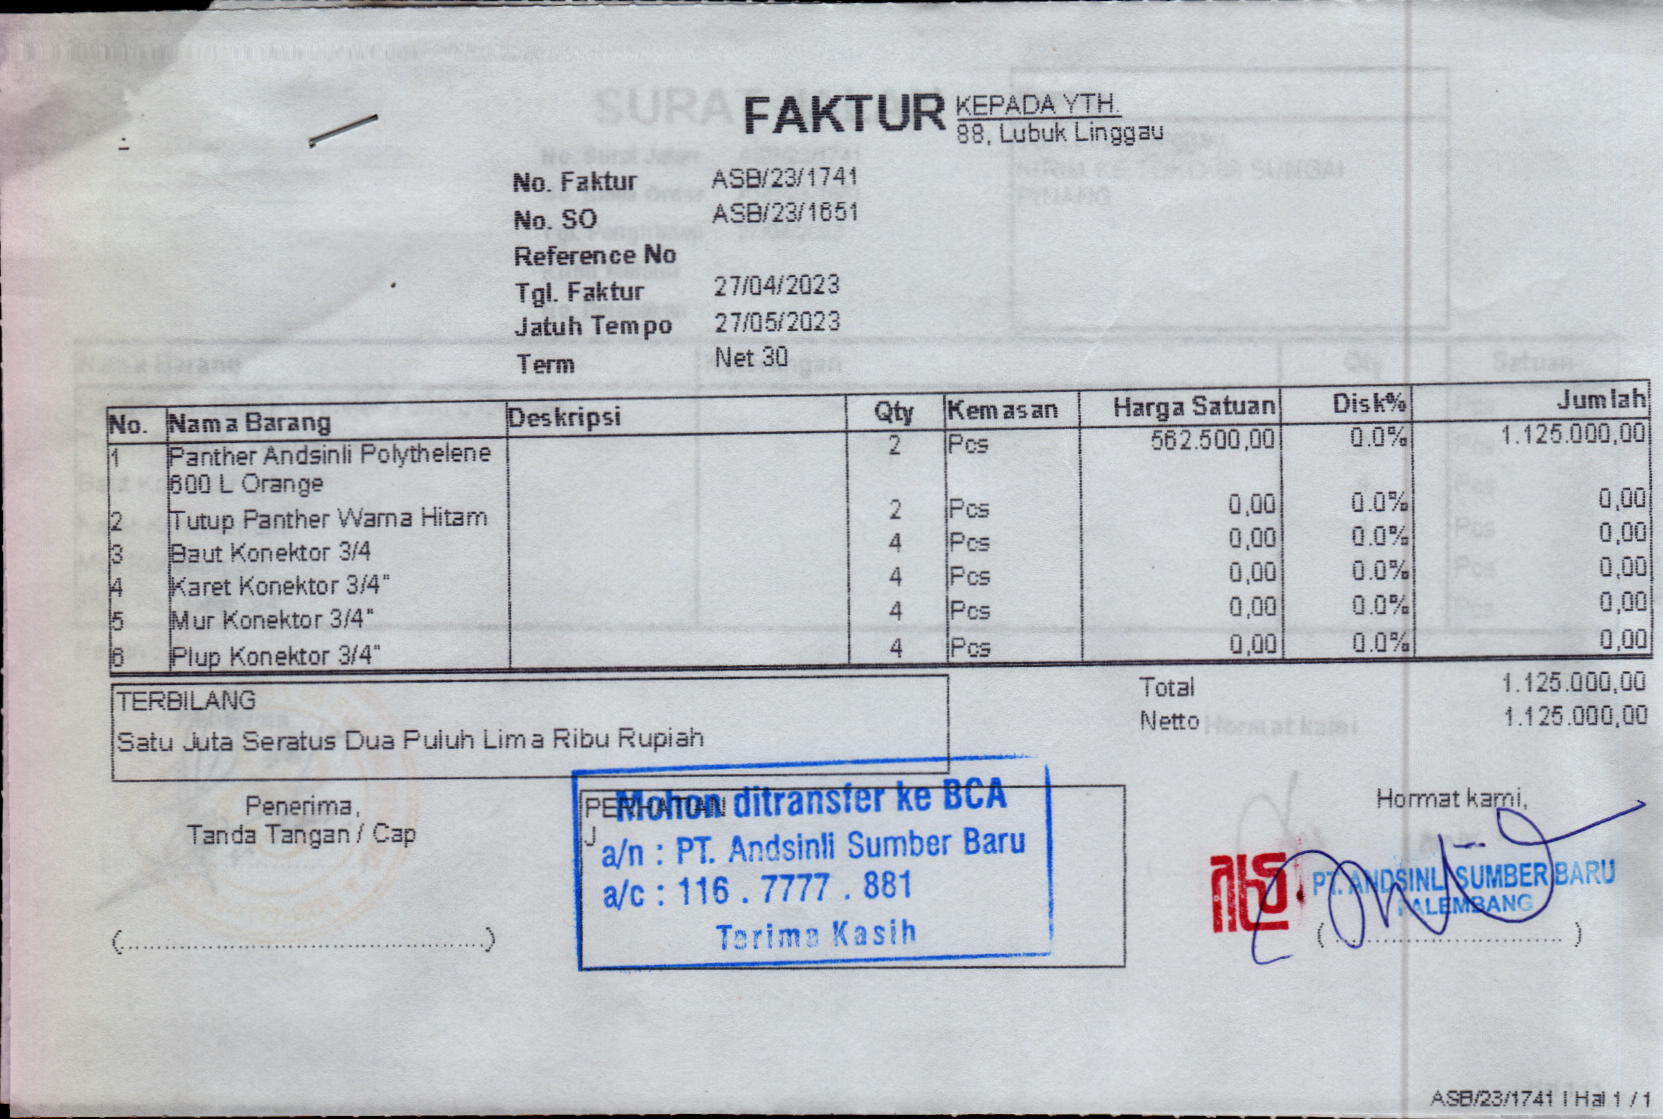 FAKTUR
KEPADA YTH.
88, Lubuk Linggau
No. Faktur ASB/23/1741
No. SO ASB/23/1651
Reference No
Tgl. Faktur 27/04/2023
Jatuh Tempo 27/05/2023
Term Net 30
No. Nama Barang Deskripsi Qty Kemasan Harga Satuan Disk% Jumlah
1 Panther Andsinli Polythelene 2 Pcs 562.500,00 0.0% 1.125.000,00
600 L Orange
2 Tutup Panther Warna Hitam 2 Pcs 0,00 0.0% 0,00
3 Baut Konektor 3/4 4 Pcs 0,00 0.0% 0,00
4 Karet Konektor 3/4" 4 Pcs 0,00 0.0% 0,00
5 Mur Konektor 3/4" 4 Pcs 0,00 0.0% 0,00
6 Plup Konektor 3/4" 4 Pcs 0,00 0.0% 0,00
TERBILANG
Satu Juta Seratus Dua Puluh Lima Ribu Rupiah
Total 1.125.000,00
Netto 1.125.000,00
Penerima,
Tanda Tangan / Cap
PERHATIAN
J
Mohon ditransfer ke BCA
a/n : PT. Andsinli Sumber Baru
a/c : 116 . 7777 . 881
Terima Kasih
Hormat kami,
PT. ANDSINLI SUMBER BARU
PALEMBANG
ASB/23/1741 | Hal 1 / 1